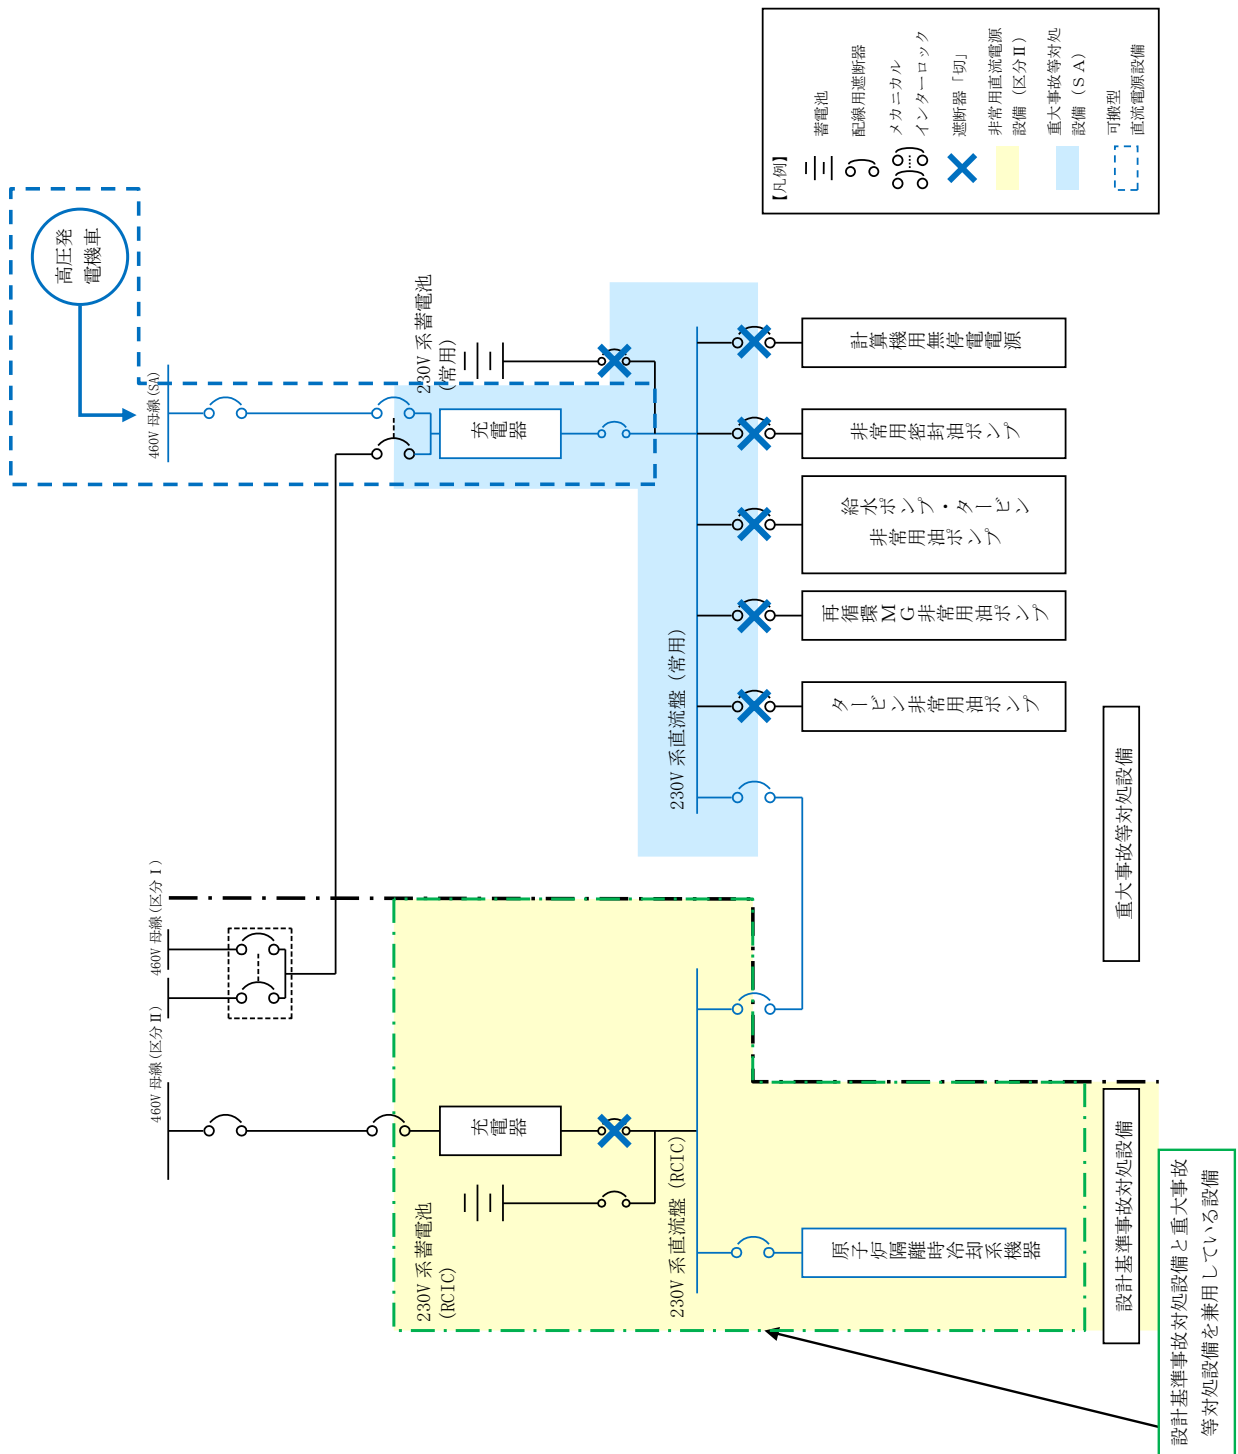 【凡例】
蓄電池
配線用遮断器
メカニカル
インターロック
遮断器「切」
非常用直流電源
設備（区分Ⅱ）
重大事故等対処
設備（ＳＡ）
可搬型
直流電源設備
高圧発
電機車
460V 母線(SA)
230V 系蓄電池
(常用)
充電器
計算機用無停電電源
非常用密封油ポンプ
給水ポンプ・タービン
非常用油ポンプ
再循環ＭＧ非常用油ポンプ
タービン非常用油ポンプ
230V 系直流盤（常用）
重大事故等対処設備
460V 母線(区分Ⅰ)
460V 母線(区分Ⅱ)
充電器
230V 系蓄電池
(RCIC)
230V 系直流盤（RCIC）
原子炉隔離時冷却系機器
設計基準事故対処設備
設計基準事故対処設備と重大事故
等対処設備を兼用している設備